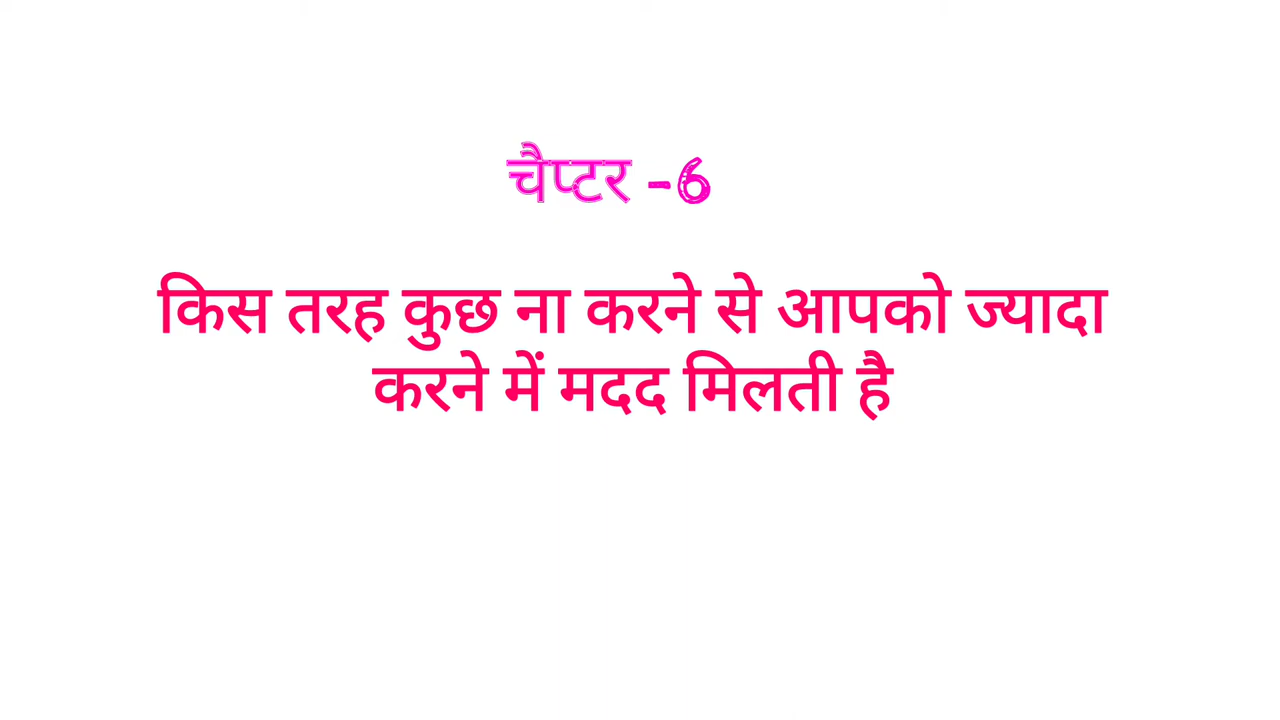 चैप्टर -6
किस तरह कुछ ना करने से आपको ज्यादा
करने में मदद मिलती है